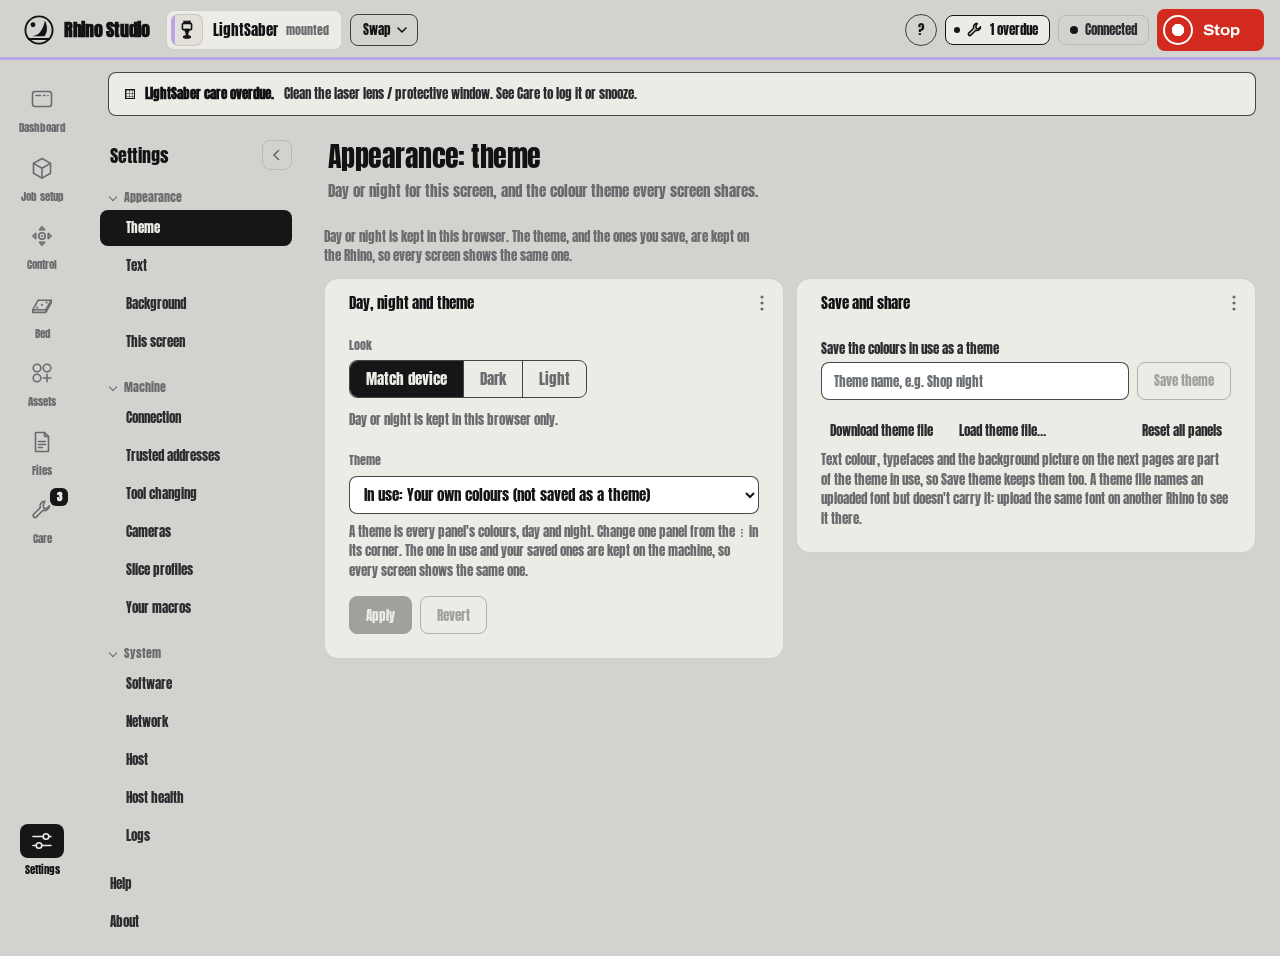 Rhino Studio
LightSaber mounted
Swap
?
1 overdue
Connected
Stop
LightSaber care overdue. Clean the laser lens / protective window. See Care to log it or snooze.
Dashboard
Job setup
Control
Bed
Assets
Files
3
Care
Settings
Settings
Appearance
Theme
Text
Background
This screen
Machine
Connection
Trusted addresses
Tool changing
Cameras
Slice profiles
Your macros
System
Software
Network
Host
Host health
Logs
Help
About
Appearance: theme
Day or night for this screen, and the colour theme every screen shares.
Day or night is kept in this browser. The theme, and the ones you save, are kept on
the Rhino, so every screen shows the same one.
Day, night and theme
Look
Match device Dark Light
Day or night is kept in this browser only.
Theme
In use: Your own colours (not saved as a theme)
A theme is every panel's colours, day and night. Change one panel from the ⋮ in
its corner. The one in use and your saved ones are kept on the machine, so
every screen shows the same one.
Apply Revert
Save and share
Save the colours in use as a theme
Theme name, e.g. Shop night
Save theme
Download theme file Load theme file... Reset all panels
Text colour, typefaces and the background picture on the next pages are part
of the theme in use, so Save theme keeps them too. A theme file names an
uploaded font but doesn't carry it: upload the same font on another Rhino to see
it there.